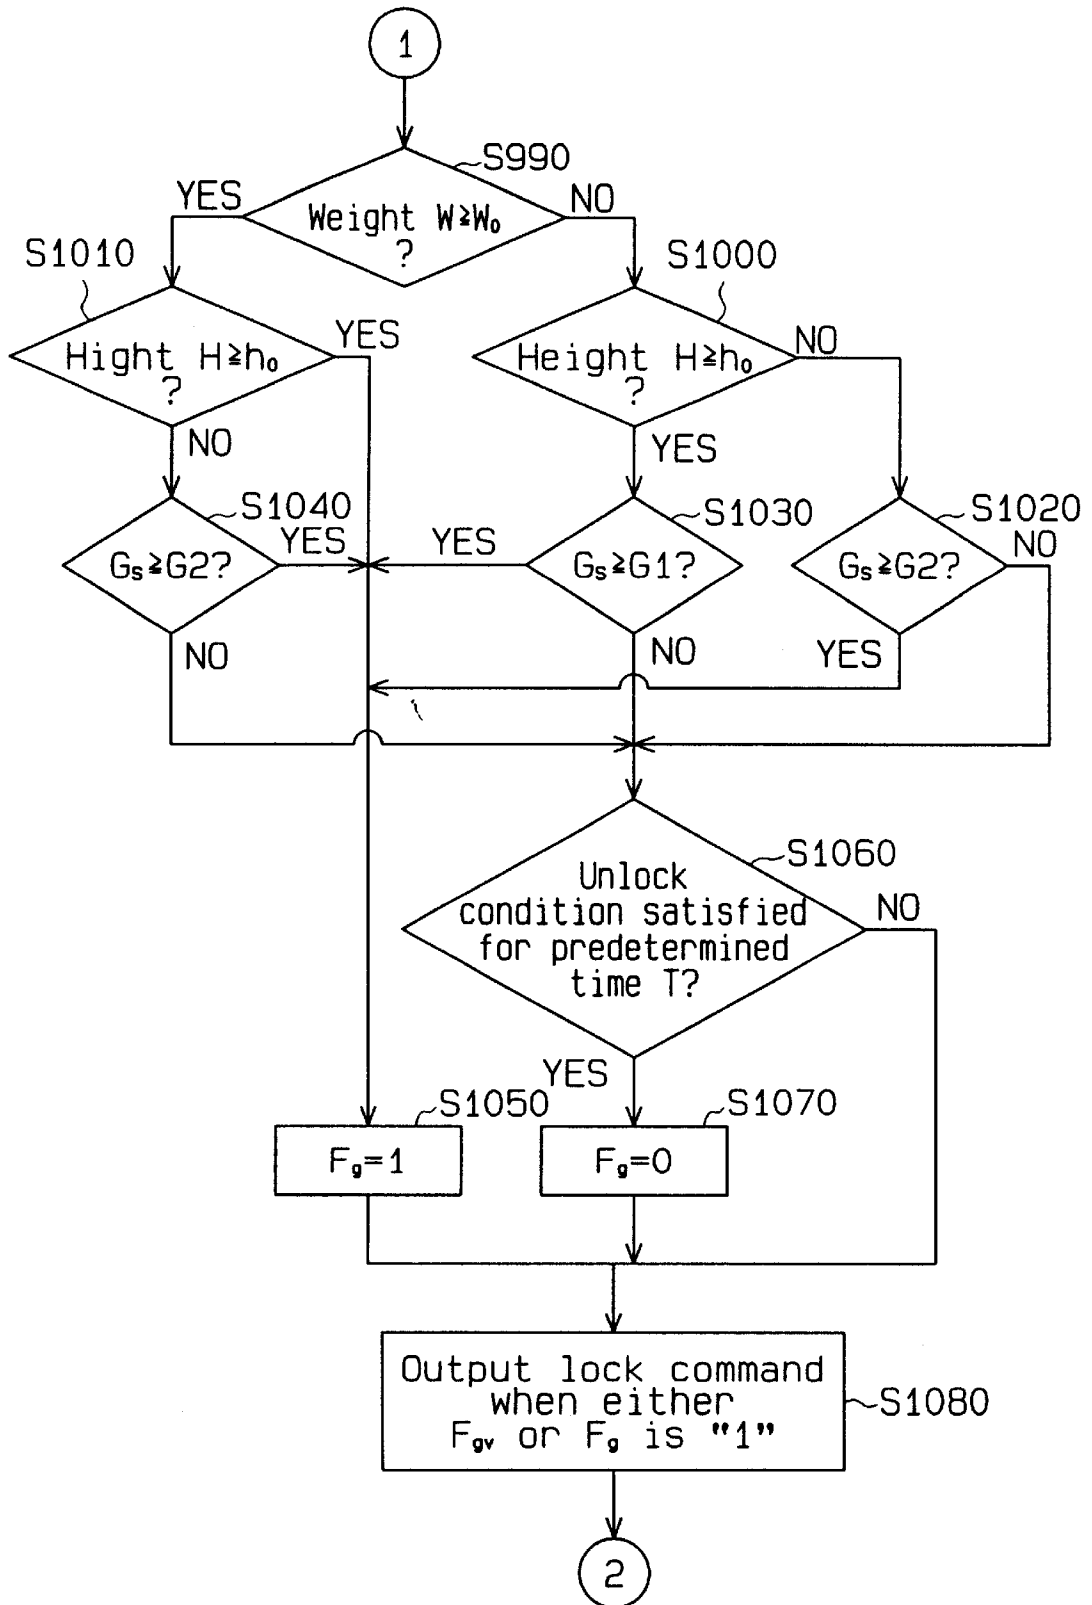 1
S990
YES
NO
Weight W≧W₀
?
S1010
S1000
Hight H≧h₀
?
YES
Height H≧h₀
?
NO
NO
YES
S1040
S1030
S1020
Gs≧G2?
YES
YES
Gs≧G1?
Gs≧G2?
NO
NO
NO
YES
S1060
Unlock
condition satisfied
for predetermined
time T?
NO
YES
S1050
S1070
Fg=1
Fg=0
Output lock command
when either
Fgv or Fg is "1"
S1080
2